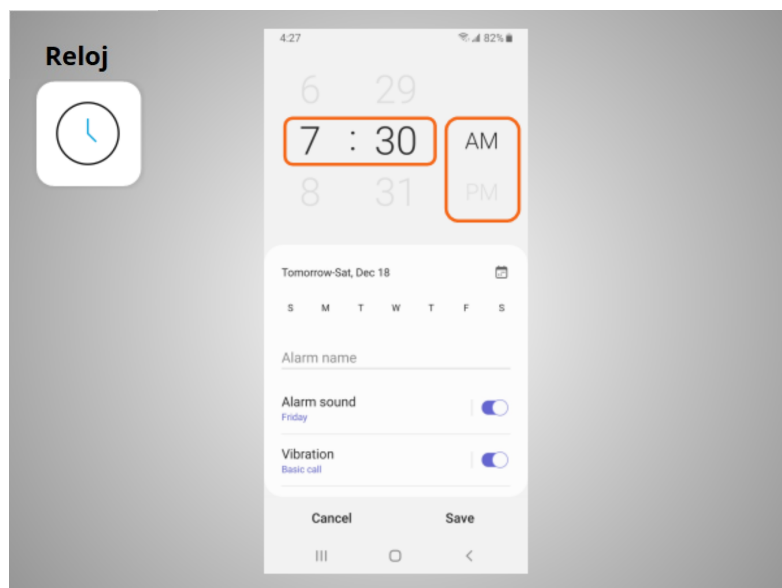 Reloj
4:27 82%
6 29
7 : 30 AM
8 31 PM
Tomorrow-Sat, Dec 18
S M T W T F S
Alarm name
Alarm sound
Friday
Vibration
Basic call
Cancel Save